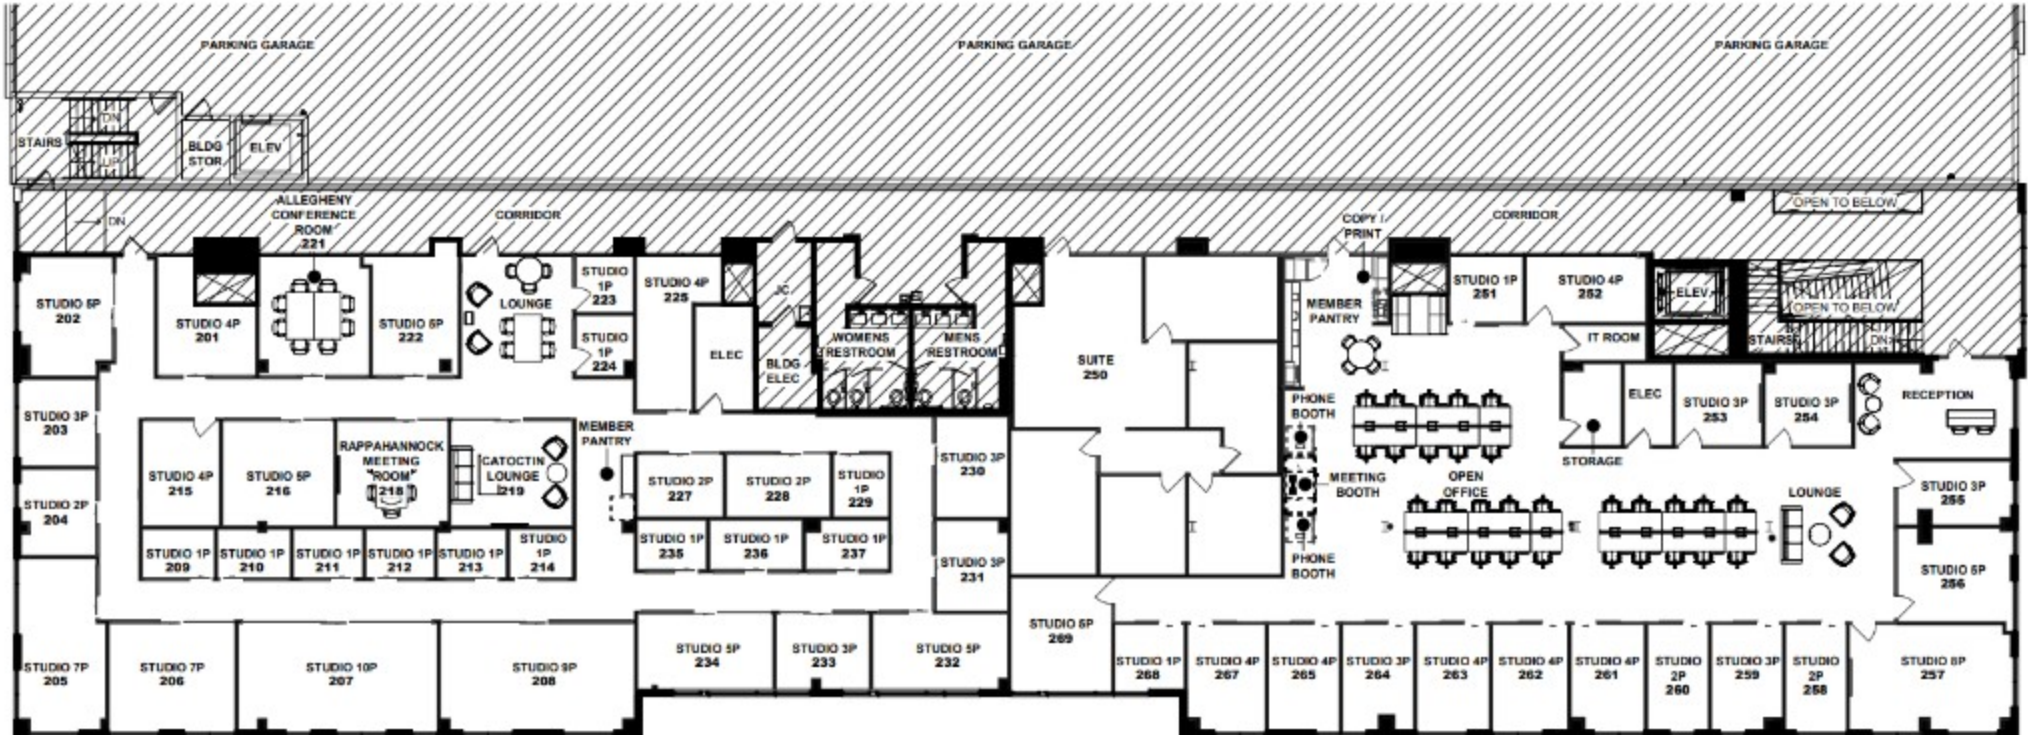 PARKING GARAGE
PARKING GARAGE
PARKING GARAGE
DN
STAIRS
UP
BLDG
STOR
ELEV
DN
ALLEGHENY
CONFERENCE
ROOM
221
CORRIDOR
COPY /
PRINT
CORRIDOR
OPEN TO BELOW
STUDIO 5P
202
STUDIO 4P
201
STUDIO 5P
222
LOUNGE
STUDIO
1P
223
STUDIO
1P
224
STUDIO 4P
225
ELEC
JC
BLDG
ELEC
WOMENS
RESTROOM
MENS
RESTROOM
SUITE
250
MEMBER
PANTRY
STUDIO 1P
251
STUDIO 4P
252
IT ROOM
ELEV
OPEN TO BELOW
STAIRS
DN
STUDIO 3P
203
STUDIO 2P
204
STUDIO 4P
215
STUDIO 5P
216
RAPPAHANNOCK
MEETING
ROOM
218
CATOCTIN
LOUNGE
219
MEMBER
PANTRY
STUDIO 2P
227
STUDIO 2P
228
STUDIO
1P
229
STUDIO 3P
230
PHONE
BOOTH
MEETING
BOOTH
PHONE
BOOTH
OPEN
OFFICE
STORAGE
ELEC
STUDIO 3P
253
STUDIO 3P
254
RECEPTION
LOUNGE
STUDIO 3P
255
STUDIO 5P
256
STUDIO 1P
209
STUDIO 1P
210
STUDIO 1P
211
STUDIO 1P
212
STUDIO 1P
213
STUDIO
1P
214
STUDIO 1P
235
STUDIO 1P
236
STUDIO 1P
237
STUDIO 3P
231
STUDIO 7P
205
STUDIO 7P
206
STUDIO 10P
207
STUDIO 9P
208
STUDIO 5P
234
STUDIO 3P
233
STUDIO 5P
232
STUDIO 5P
269
STUDIO 1P
268
STUDIO 4P
267
STUDIO 4P
265
STUDIO 3P
264
STUDIO 4P
263
STUDIO 4P
262
STUDIO 4P
261
STUDIO
2P
260
STUDIO 3P
259
STUDIO
2P
258
STUDIO 8P
257